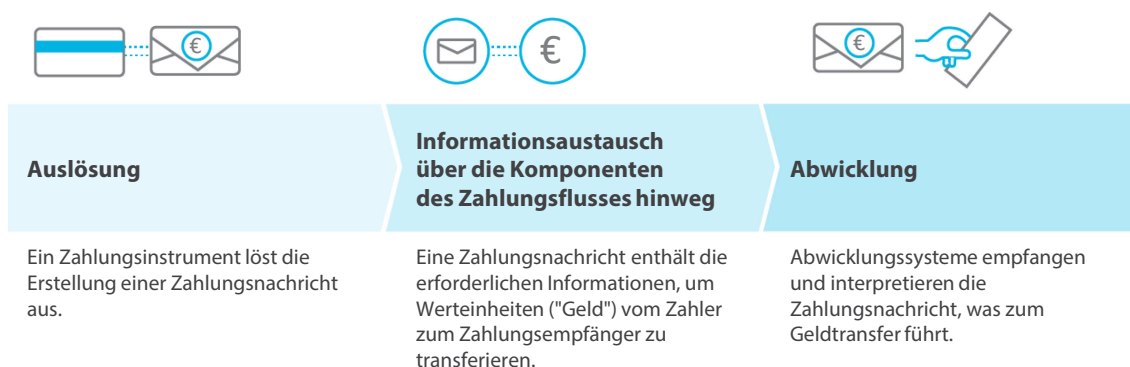 €
€
€
Auslösung
Informationsaustausch
über die Komponenten
des Zahlungsflusses hinweg
Abwicklung
Ein Zahlungsinstrument löst die
Erstellung einer Zahlungsnachricht
aus.
Eine Zahlungsnachricht enthält die
erforderlichen Informationen, um
Werteinheiten ("Geld") vom Zahler
zum Zahlungsempfänger zu
transferieren.
Abwicklungssysteme empfangen
und interpretieren die
Zahlungsnachricht, was zum
Geldtransfer führt.